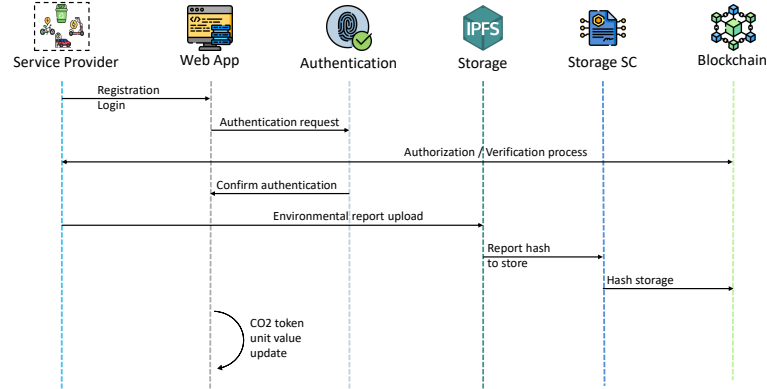 IPFS
Service Provider
Web App
Authentication
Storage
Storage SC
Blockchain
Registration
Login
Authentication request
Authorization / Verification process
Confirm authentication
Environmental report upload
Report hash
to store
Hash storage
CO2 token
unit value
update